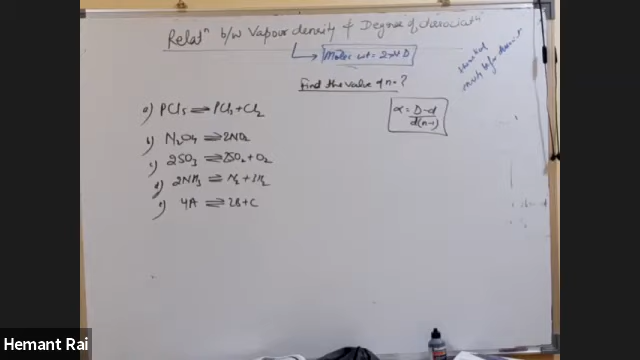 Relatⁿ b/w Vapour density & Degree of dissociatⁿ
Molec wt = 2×V.D
Find the value of n = ?
α = D-d
d(n-1)
a) PCl₅ ⇌ PCl₃ + Cl₂
b) N₂O₄ ⇌ 2NO₂
c) 2SO₃ ⇌ 2SO₂ + O₂
d) 2NH₃ ⇌ N₂ + 3H₂
e) 4A ⇌ 2B + C
Hemant Rai